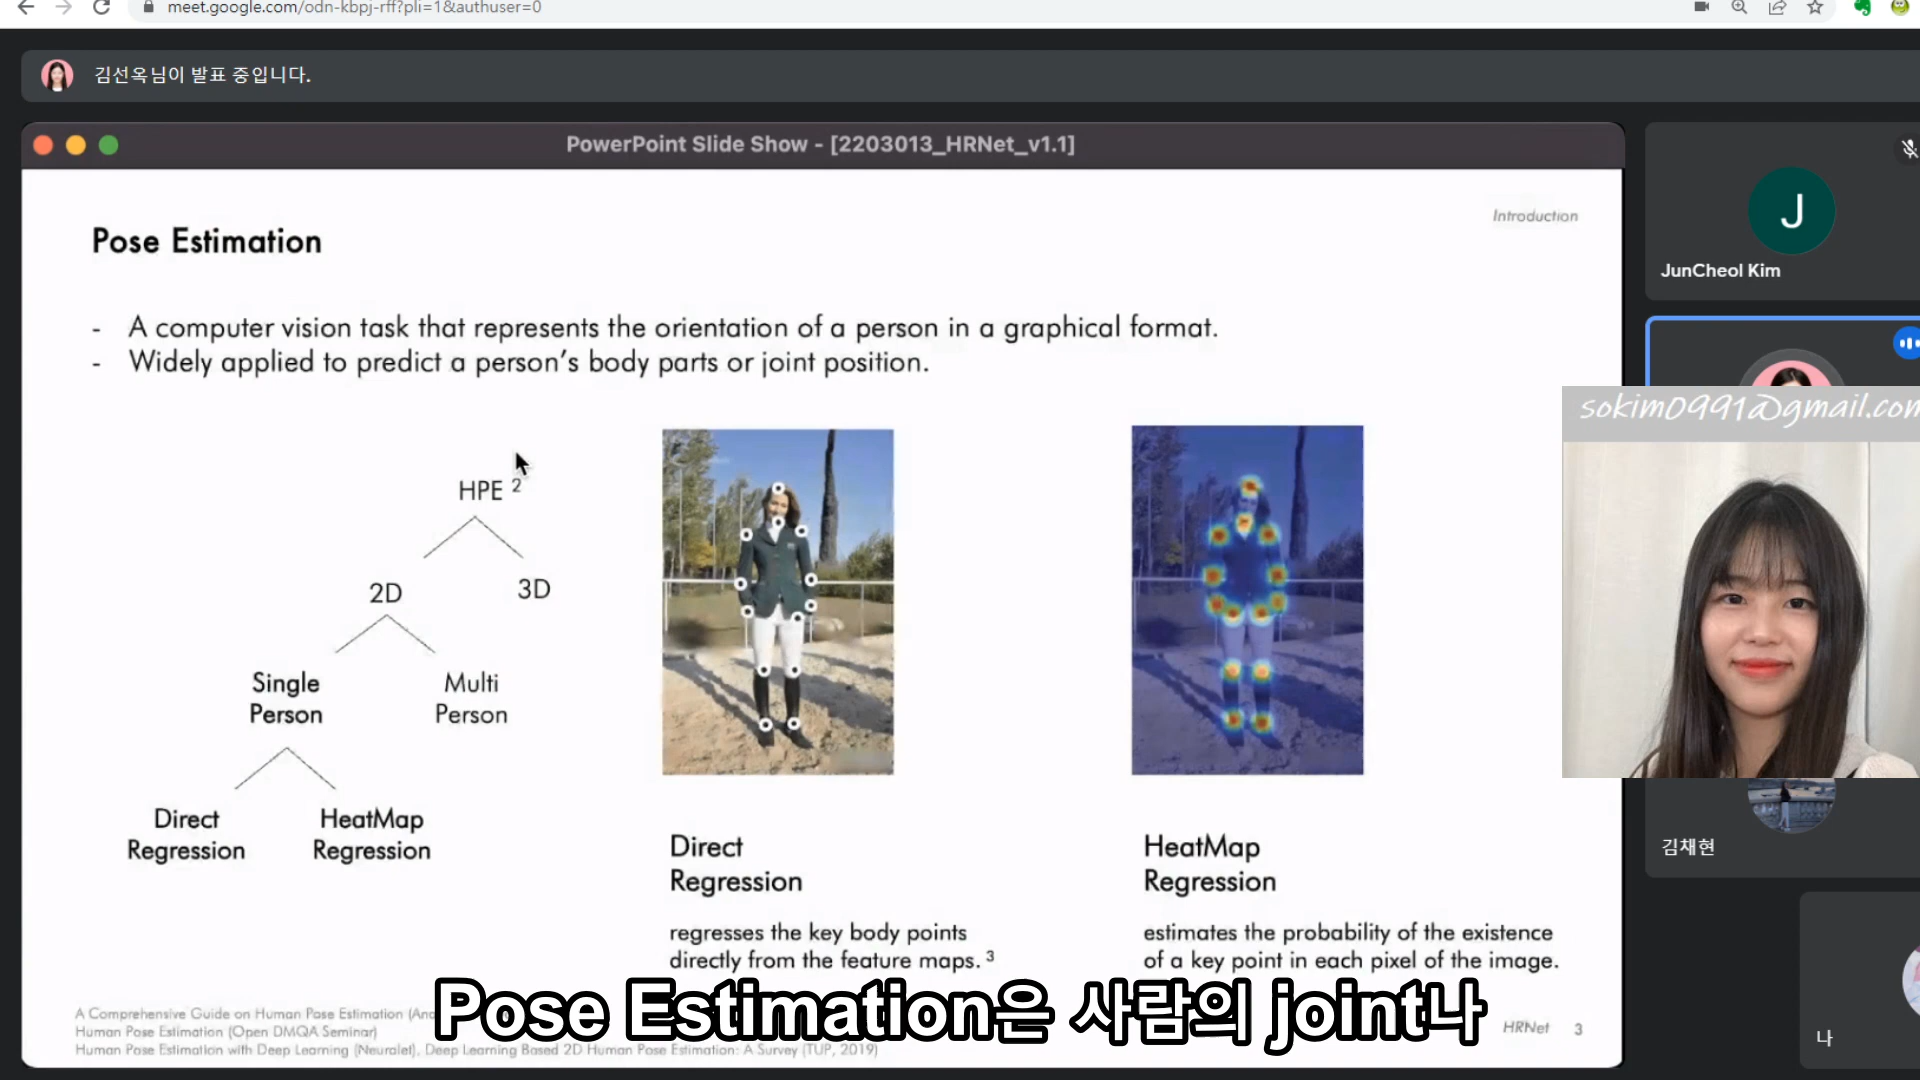 meet.google.com/odn-kbpj-rff?pli=1&authuser=0
김선옥님이 발표 중입니다.
PowerPoint Slide Show - [2203013_HRNet_v1.1]
Introduction
Pose Estimation
- A computer vision task that represents the orientation of a person in a graphical format.
- Widely applied to predict a person's body parts or joint position.
HPE 2
2D
3D
Single
Person
Multi
Person
Direct
Regression
HeatMap
Regression
Direct
Regression
regresses the key body points
directly from the feature maps. 3
HeatMap
Regression
estimates the probability of the existence
of a key point in each pixel of the image.
A Comprehensive Guide on Human Pose Estimation
Human Pose Estimation (Open DMQA Seminar)
Human Pose Estimation with Deep Learning (Neuralet), Deep Learning Based 2D Human Pose Estimation: A Survey (TUP, 2019)
HRNet 3
Pose Estimation은 사람의 joint나
J
JunCheol Kim
sokim0991@gmail.com
김채현
나